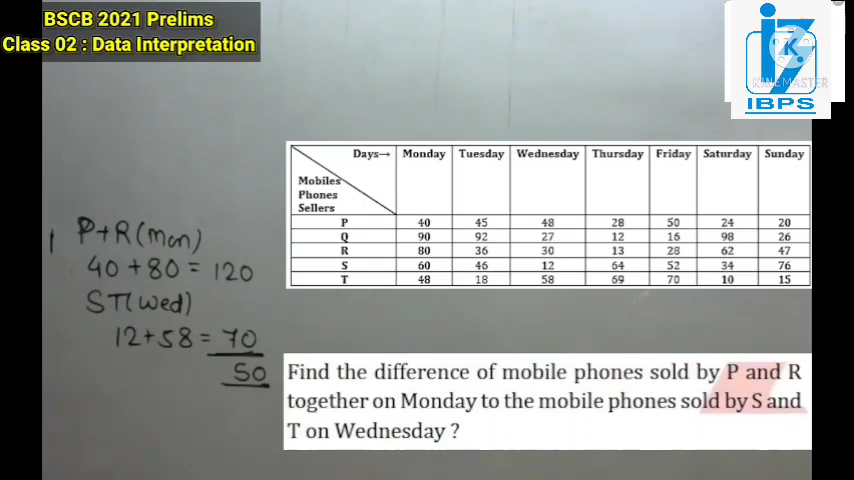 BSCB 2021 Prelims
Class 02 : Data Interpretation
K
KINEMASTER
IBPS
Days→ Monday Tuesday Wednesday Thursday Friday Saturday Sunday
Mobiles
Phones
Sellers
P 40 45 48 28 50 24 20
Q 90 92 27 12 16 98 26
R 80 36 30 13 28 62 47
S 60 46 12 64 52 34 76
T 48 18 58 69 70 10 15
1 P+R(Mon)
40+80=120
ST(Wed)
12+58=70
50
Find the difference of mobile phones sold by P and R
together on Monday to the mobile phones sold by S and
T on Wednesday ?